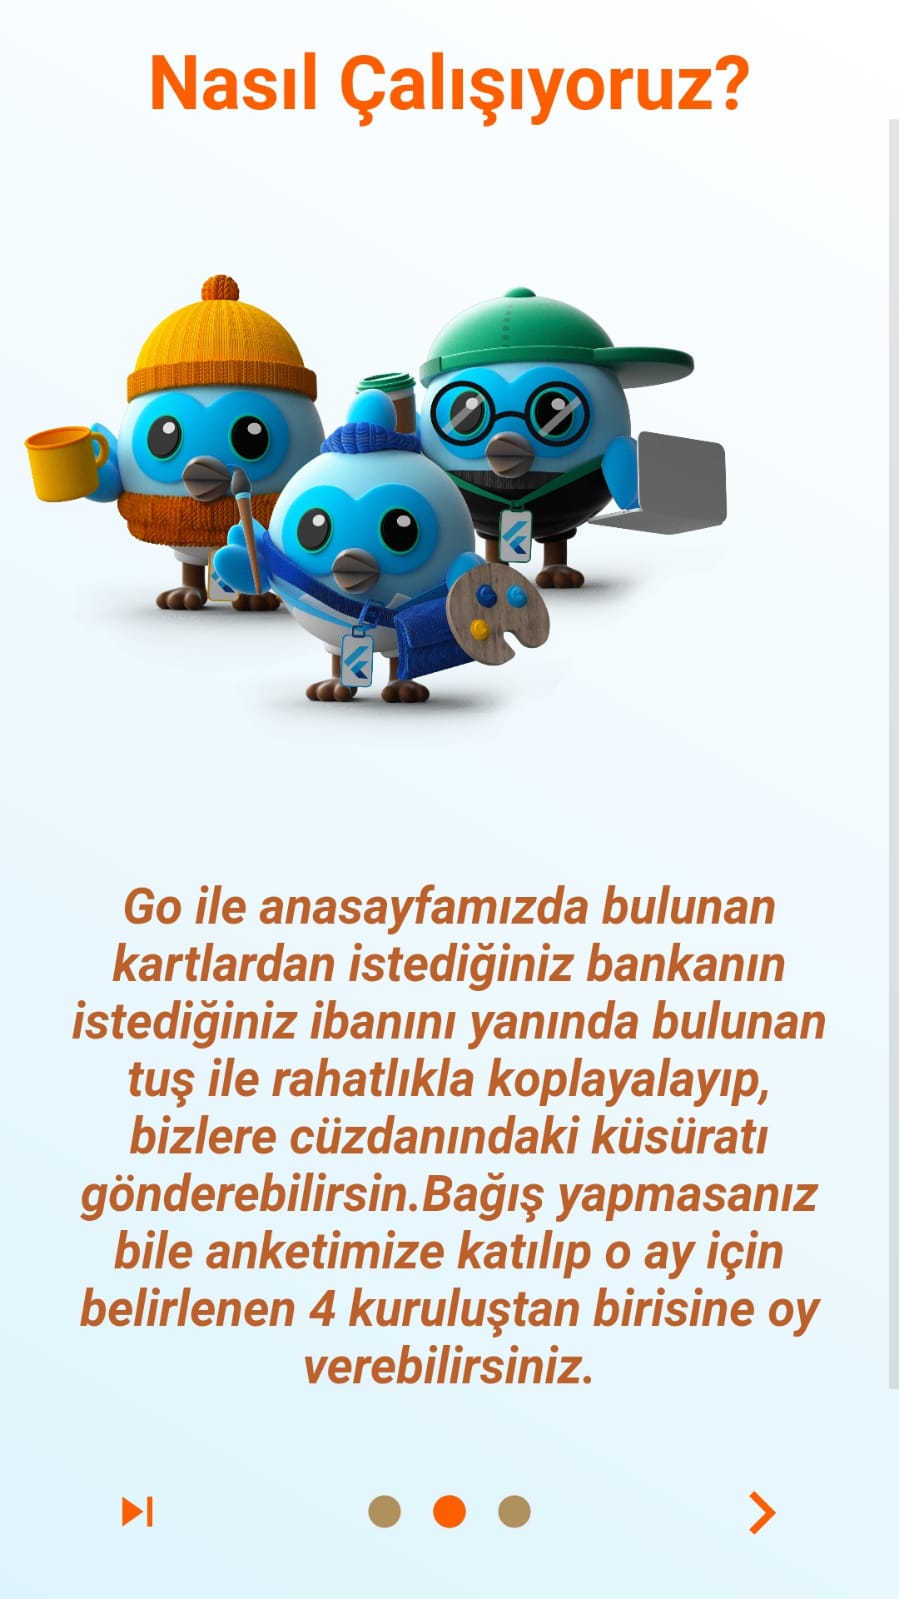 Nasıl Çalışıyoruz?
Go ile anasayfamızda bulunan
kartlardan istediğiniz bankanın
istediğiniz ibanını yanında bulunan
tuş ile rahatlıkla koplayalayıp,
bizlere cüzdanındaki küsüratı
gönderebilirsin.Bağış yapmasanız
bile anketimize katılıp o ay için
belirlenen 4 kuruluştan birisine oy
verebilirsiniz.